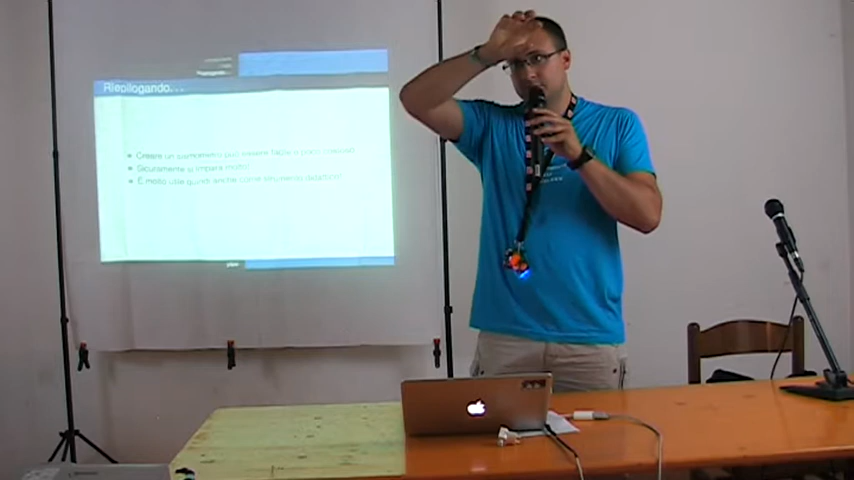 Riepilogando...
Creare un sismometro può essere facile e poco costoso
Sicuramente si impara molto!
È molto utile quindi anche come strumento didattico!